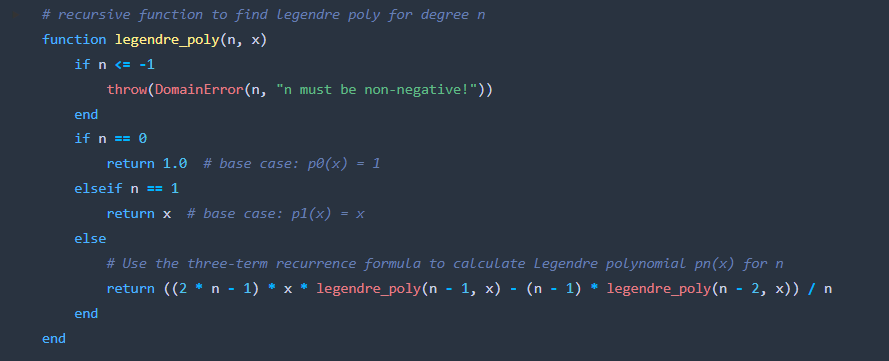 # recursive function to find legendre poly for degree n
function legendre_poly(n, x)
    if n <= -1
        throw(DomainError(n, "n must be non-negative!"))
    end
    if n == 0
        return 1.0  # base case: p0(x) = 1
    elseif n == 1
        return x  # base case: p1(x) = x
    else
        # Use the three-term recurrence formula to calculate Legendre polynomial pn(x) for n
        return ((2 * n - 1) * x * legendre_poly(n - 1, x) - (n - 1) * legendre_poly(n - 2, x)) / n
    end
end